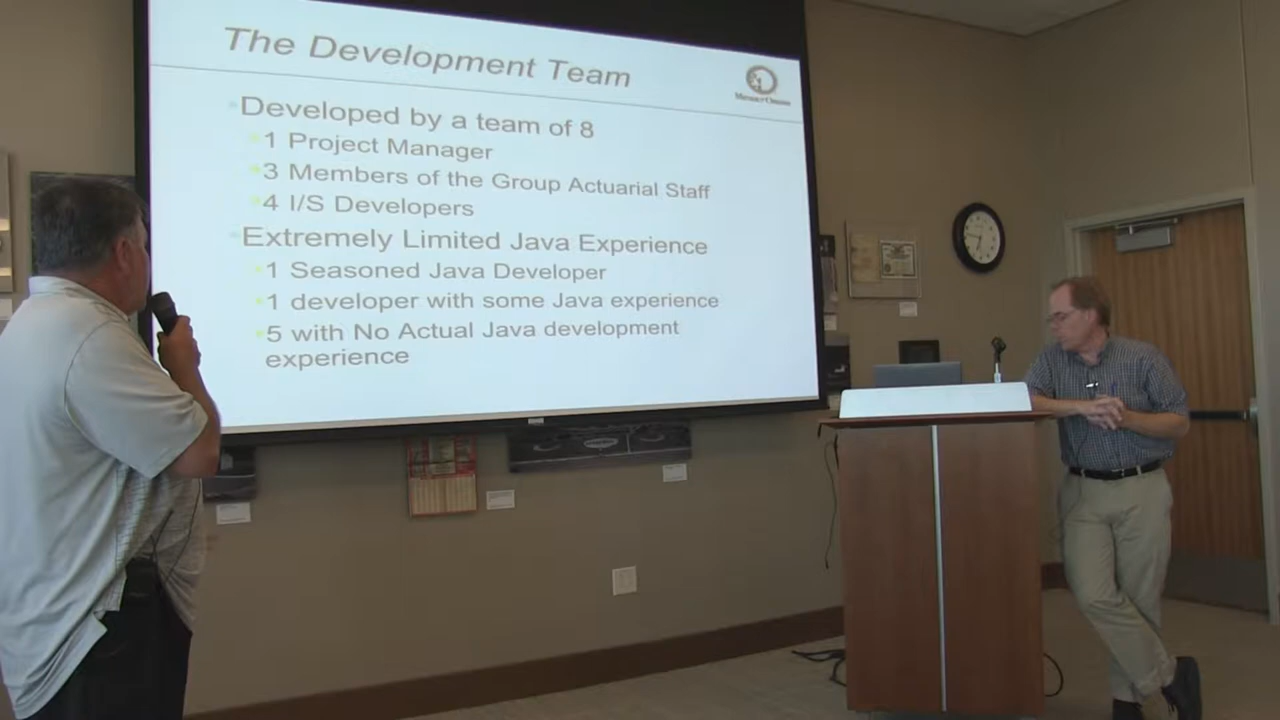 The Development Team
Developed by a team of 8
1 Project Manager
3 Members of the Group Actuarial Staff
4 I/S Developers
Extremely Limited Java Experience
1 Seasoned Java Developer
1 developer with some Java experience
5 with No Actual Java development
experience